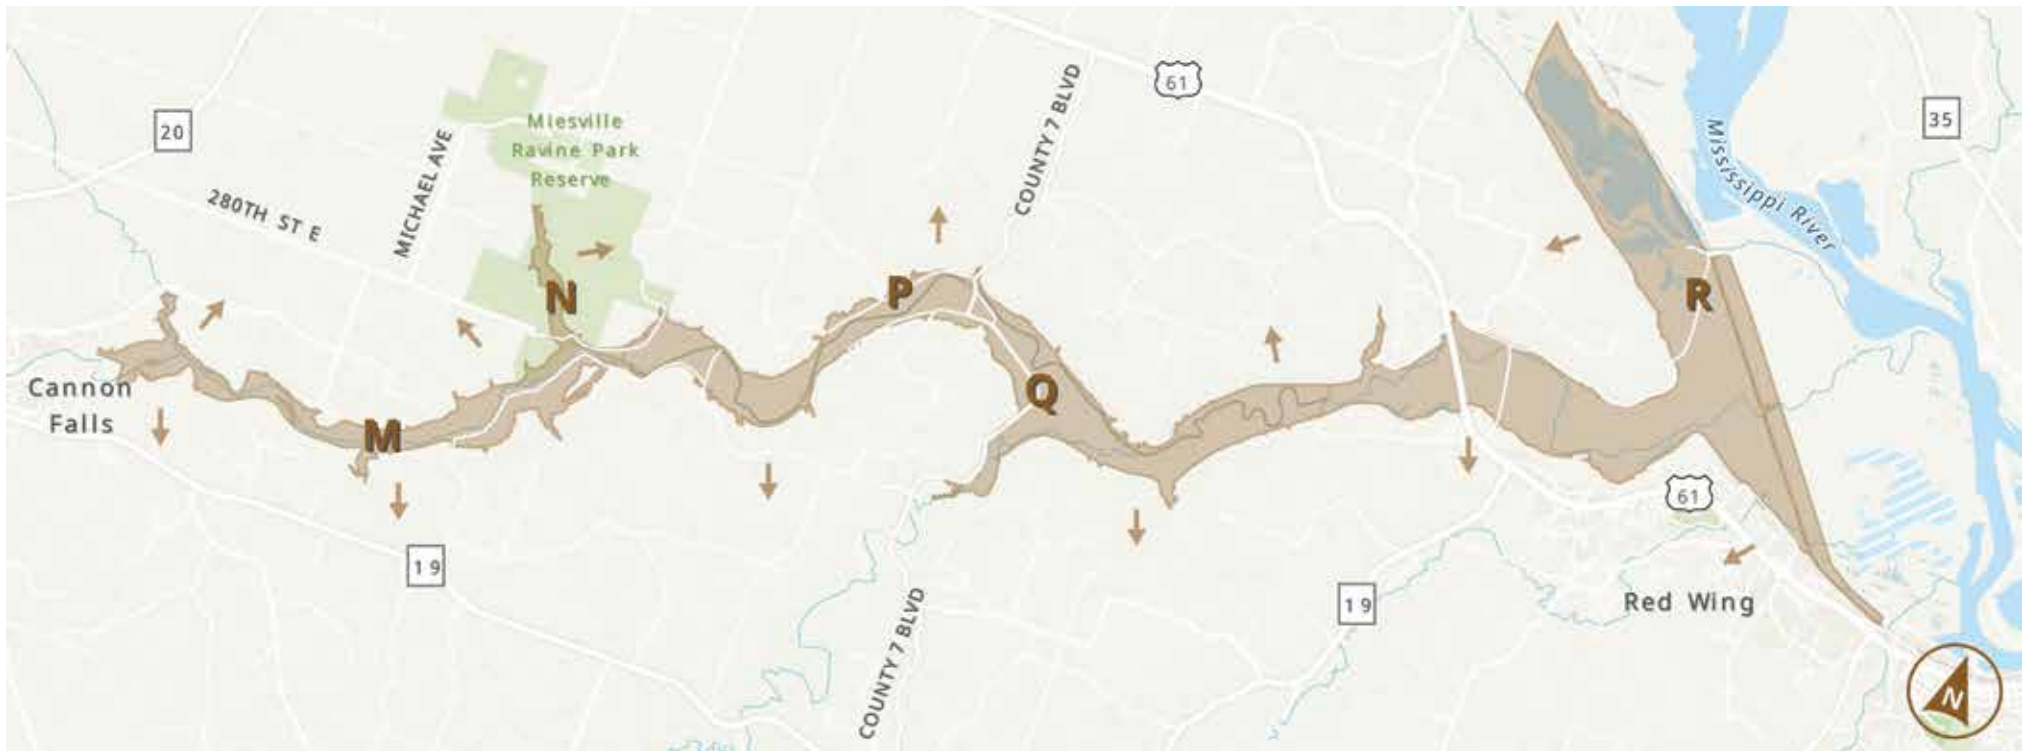 61
20
35
COUNTY 7 BLVD
Miesville
Ravine Park
Reserve
MICHAEL AVE
Mississippi River
280TH ST E
N
P
R
Cannon
Falls
Q
M
61
19
19
Red Wing
COUNTY 7 BLVD
N